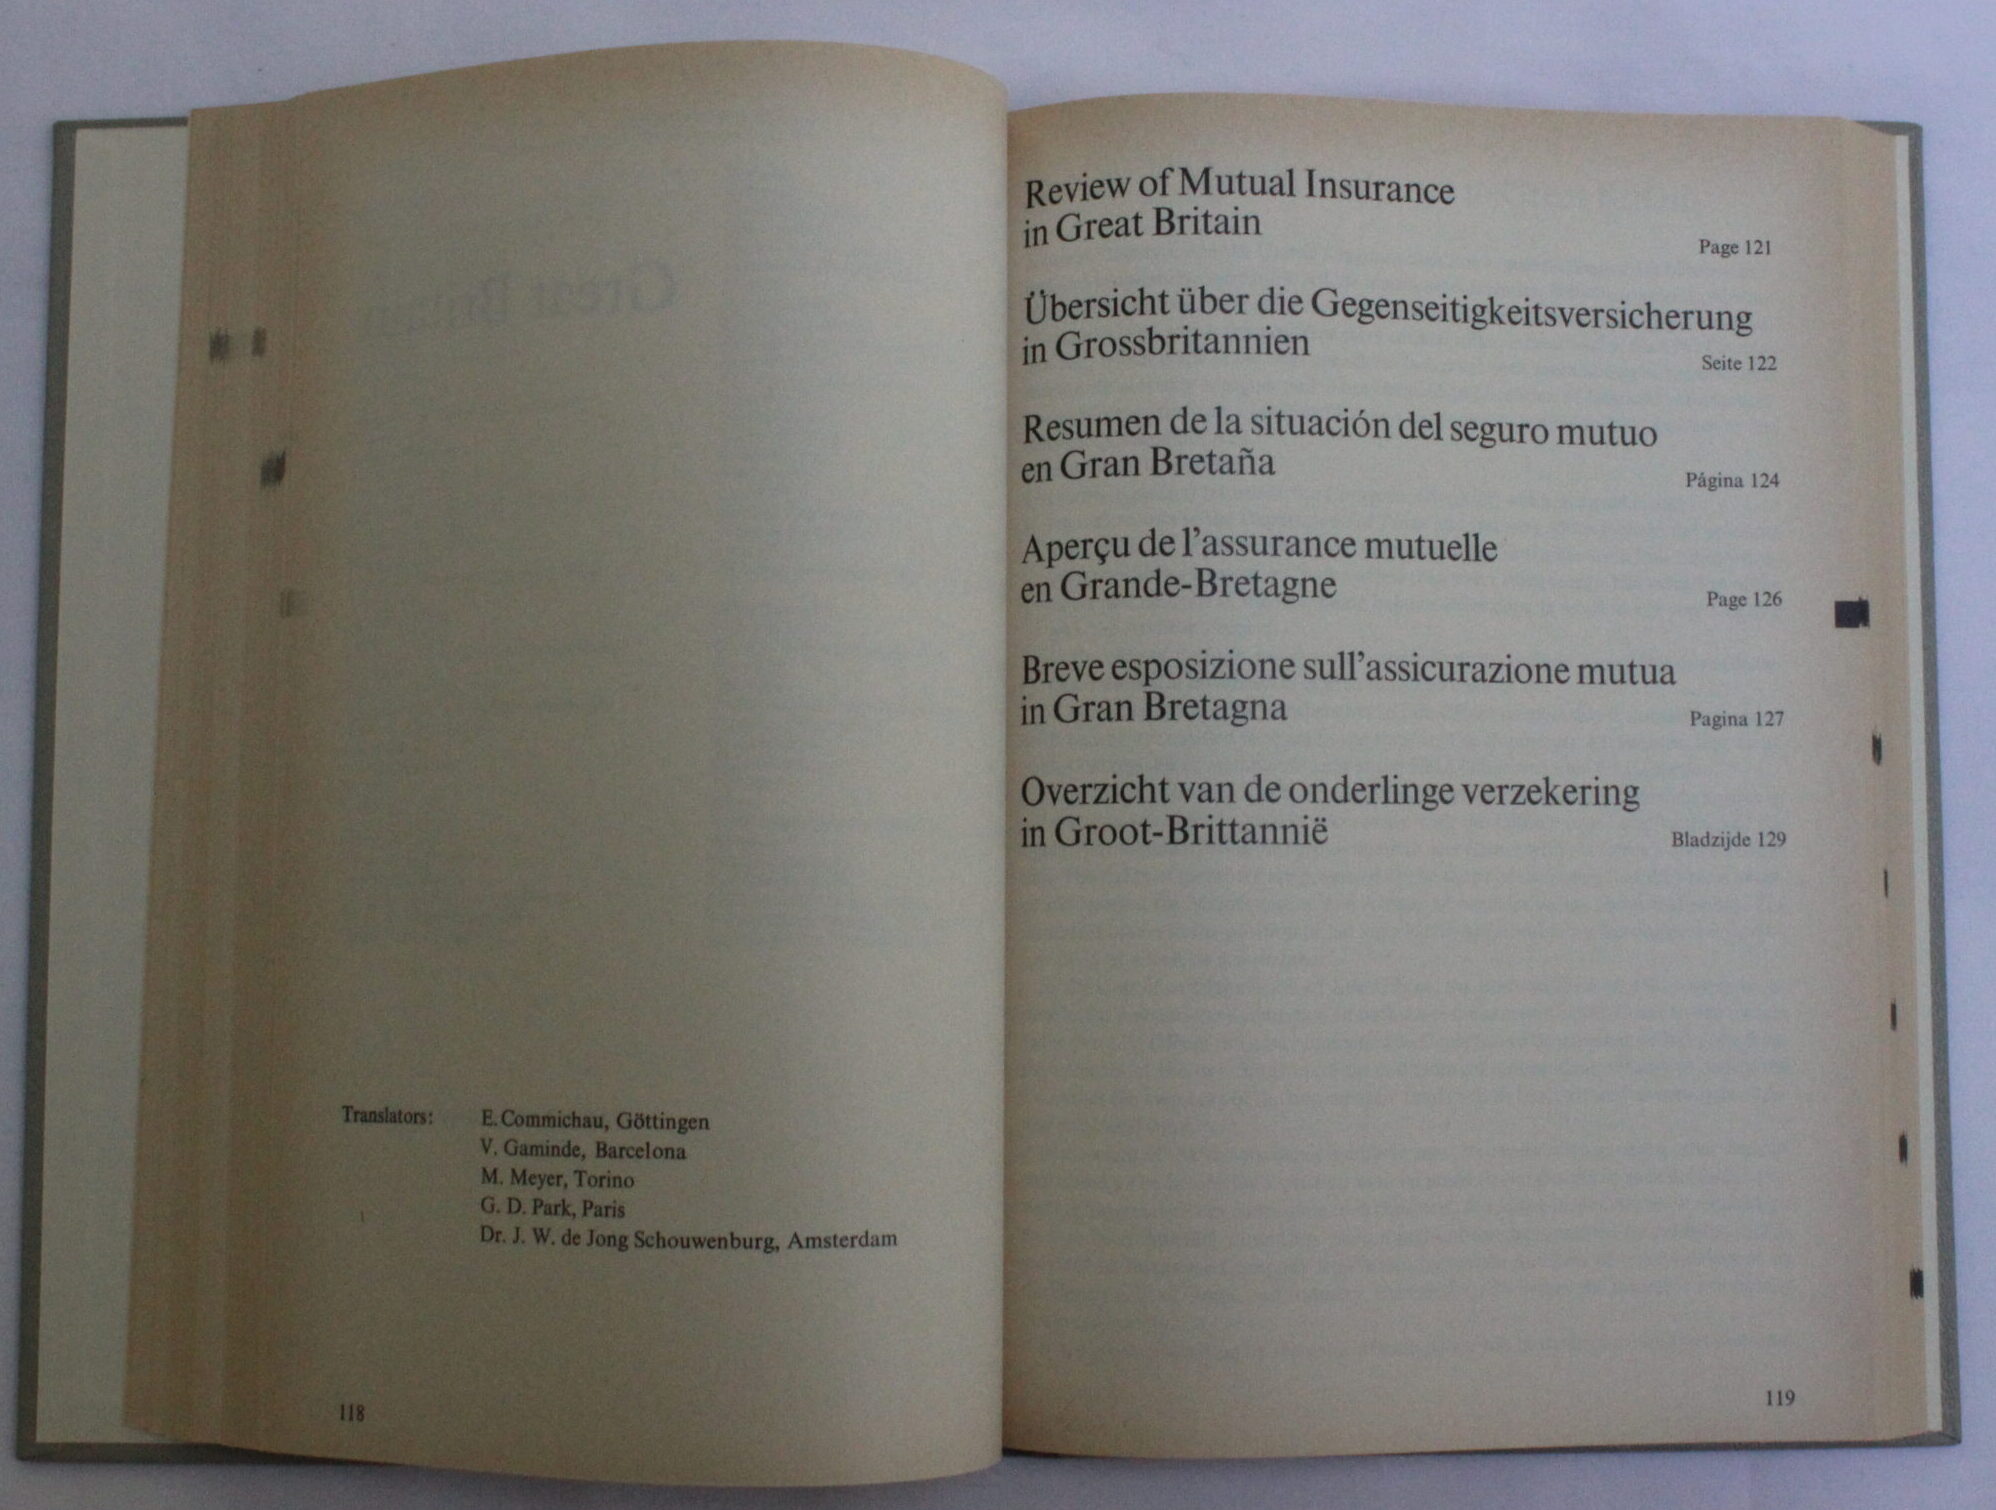 Translators: E. Commichau, Göttingen
V. Gaminde, Barcelona
M. Meyer, Torino
G. D. Park, Paris
Dr. J. W. de Jong Schouwenburg, Amsterdam
118
Review of Mutual Insurance
in Great Britain
Page 121
Übersicht über die Gegenseitigkeitsversicherung
in Grossbritannien
Seite 122
Resumen de la situación del seguro mutuo
en Gran Bretaña
Página 124
Aperçu de l'assurance mutuelle
en Grande-Bretagne
Page 126
Breve esposizione sull'assicurazione mutua
in Gran Bretagna
Pagina 127
Overzicht van de onderlinge verzekering
in Groot-Brittannië
Bladzijde 129
119